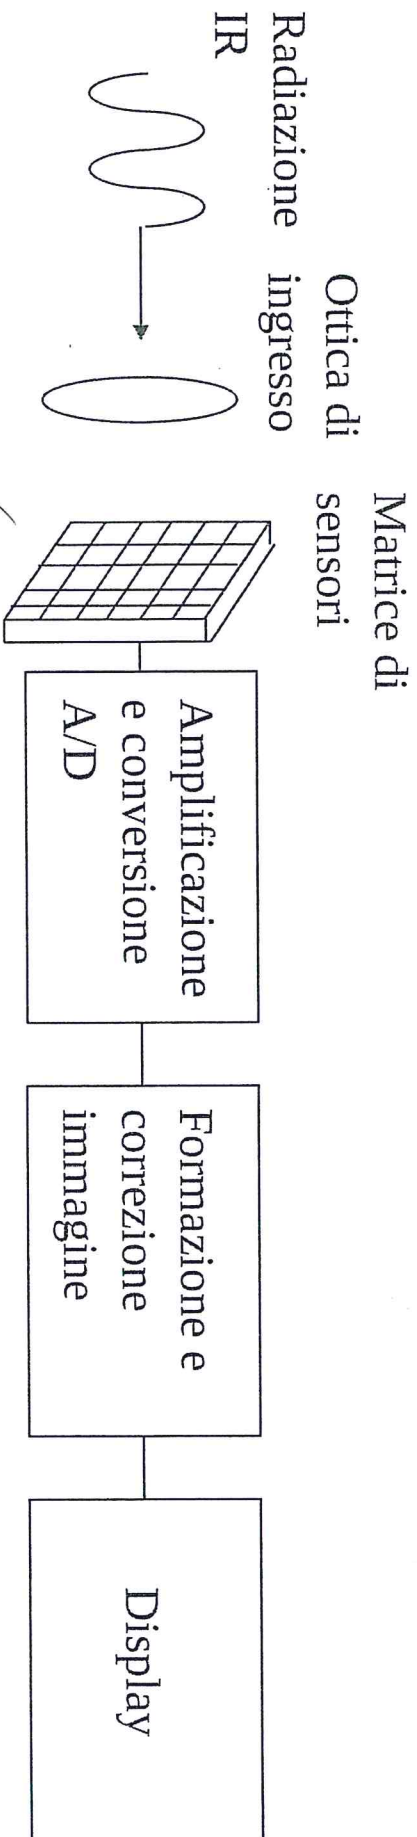 Radiazione
IR
Ottica di
ingresso
Matrice di
sensori
Amplificazione
e conversione
A/D
Formazione e
correzione
immagine
Display